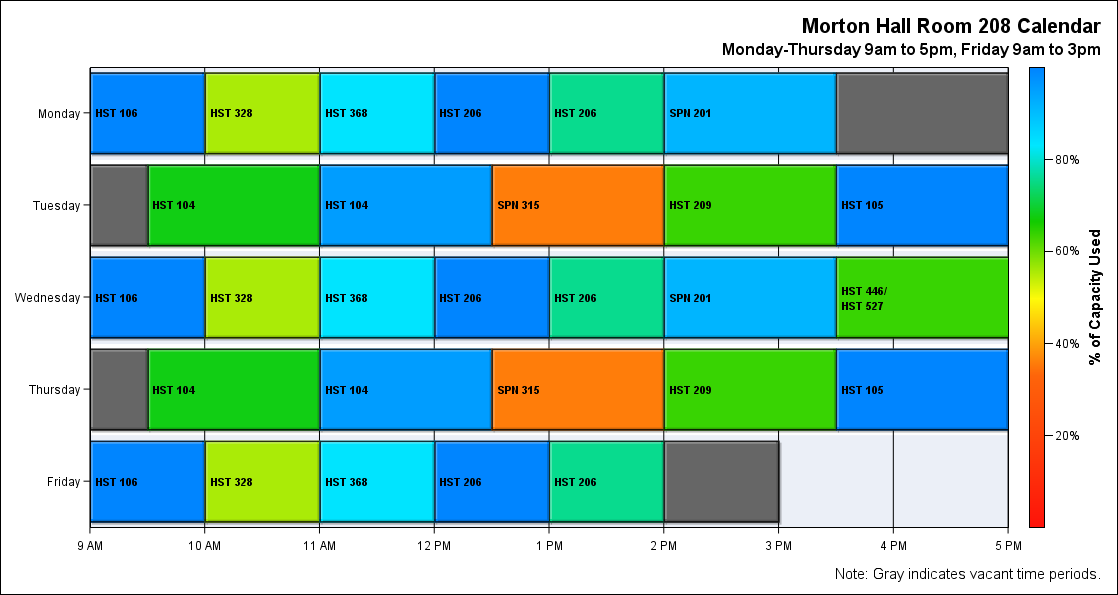 Morton Hall Room 208 Calendar
Monday-Thursday 9am to 5pm, Friday 9am to 3pm
Monday
HST 106
HST 328
HST 368
HST 206
HST 206
SPN 201
Tuesday
HST 104
HST 104
SPN 315
HST 209
HST 105
Wednesday
HST 106
HST 328
HST 368
HST 206
HST 206
SPN 201
HST 446/
HST 527
Thursday
HST 104
HST 104
SPN 315
HST 209
HST 105
Friday
HST 106
HST 328
HST 368
HST 206
HST 206
9 AM
10 AM
11 AM
12 PM
1 PM
2 PM
3 PM
4 PM
5 PM
80%
60%
40%
20%
% of Capacity Used
Note: Gray indicates vacant time periods.